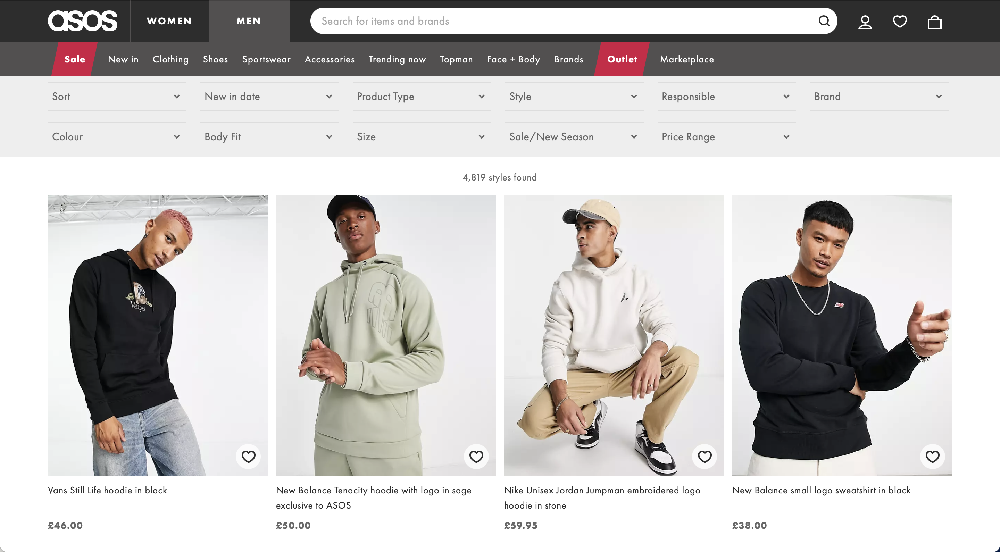 asos
WOMEN
MEN
Search for items and brands
Sale
New in
Clothing
Shoes
Sportswear
Accessories
Trending now
Topman
Face + Body
Brands
Outlet
Marketplace
Sort
New in date
Product Type
Style
Responsible
Brand
Colour
Body Fit
Size
Sale/New Season
Price Range
4,819 styles found
Vans
NB
Vans Still Life hoodie in black
New Balance Tenacity hoodie with logo in sage
exclusive to ASOS
Nike Unisex Jordan Jumpman embroidered logo
hoodie in stone
New Balance small logo sweatshirt in black
£46.00
£50.00
£59.95
£38.00